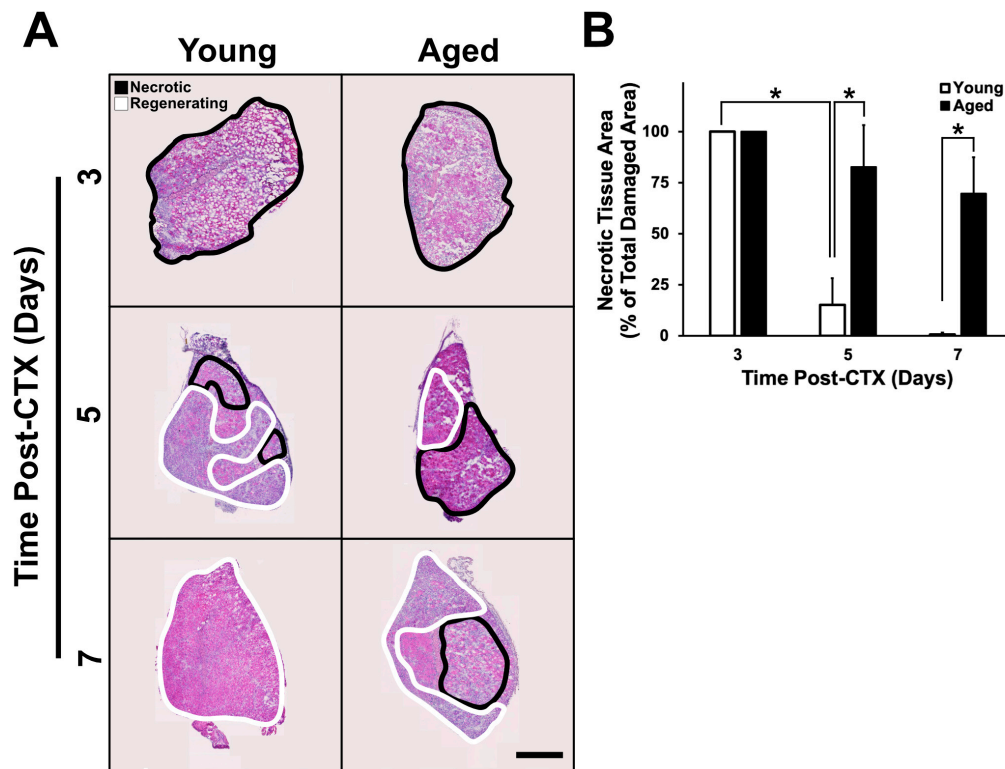 A
Young
Aged
Necrotic
Regenerating
Time Post-CTX (Days)
3
5
7
B
Young
Aged
*
*
*
Necrotic Tissue Area
(% of Total Damaged Area)
100
75
50
25
0
3
5
7
Time Post-CTX (Days)